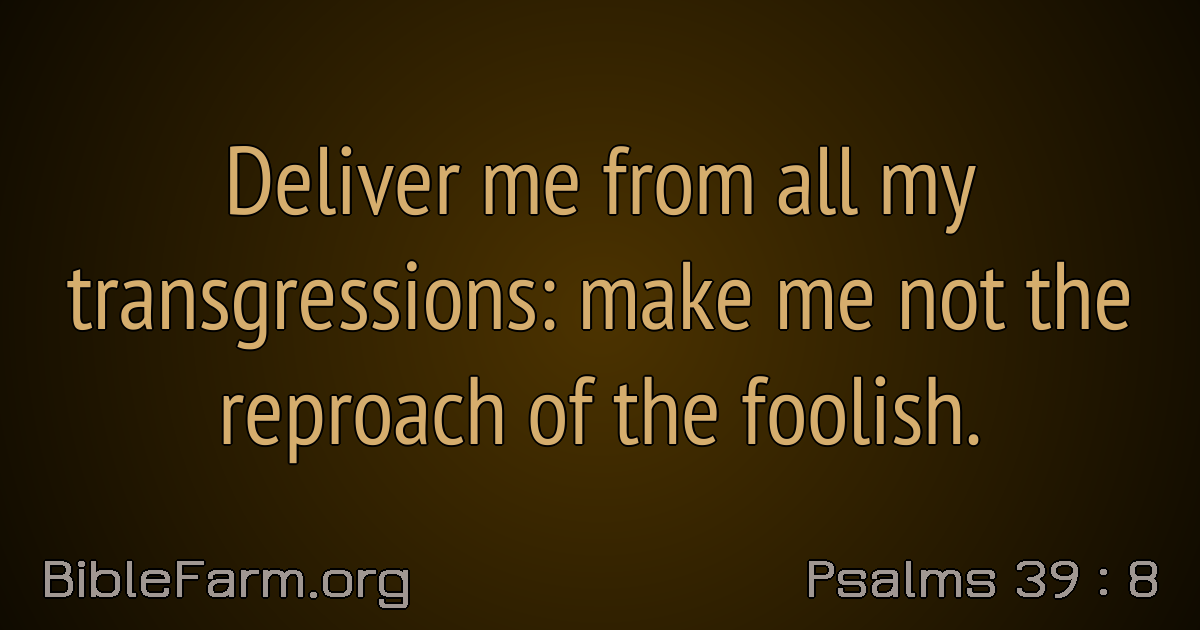 Deliver me from all my
transgressions: make me not the
reproach of the foolish.
BibleFarm.org
Psalms 39 : 8